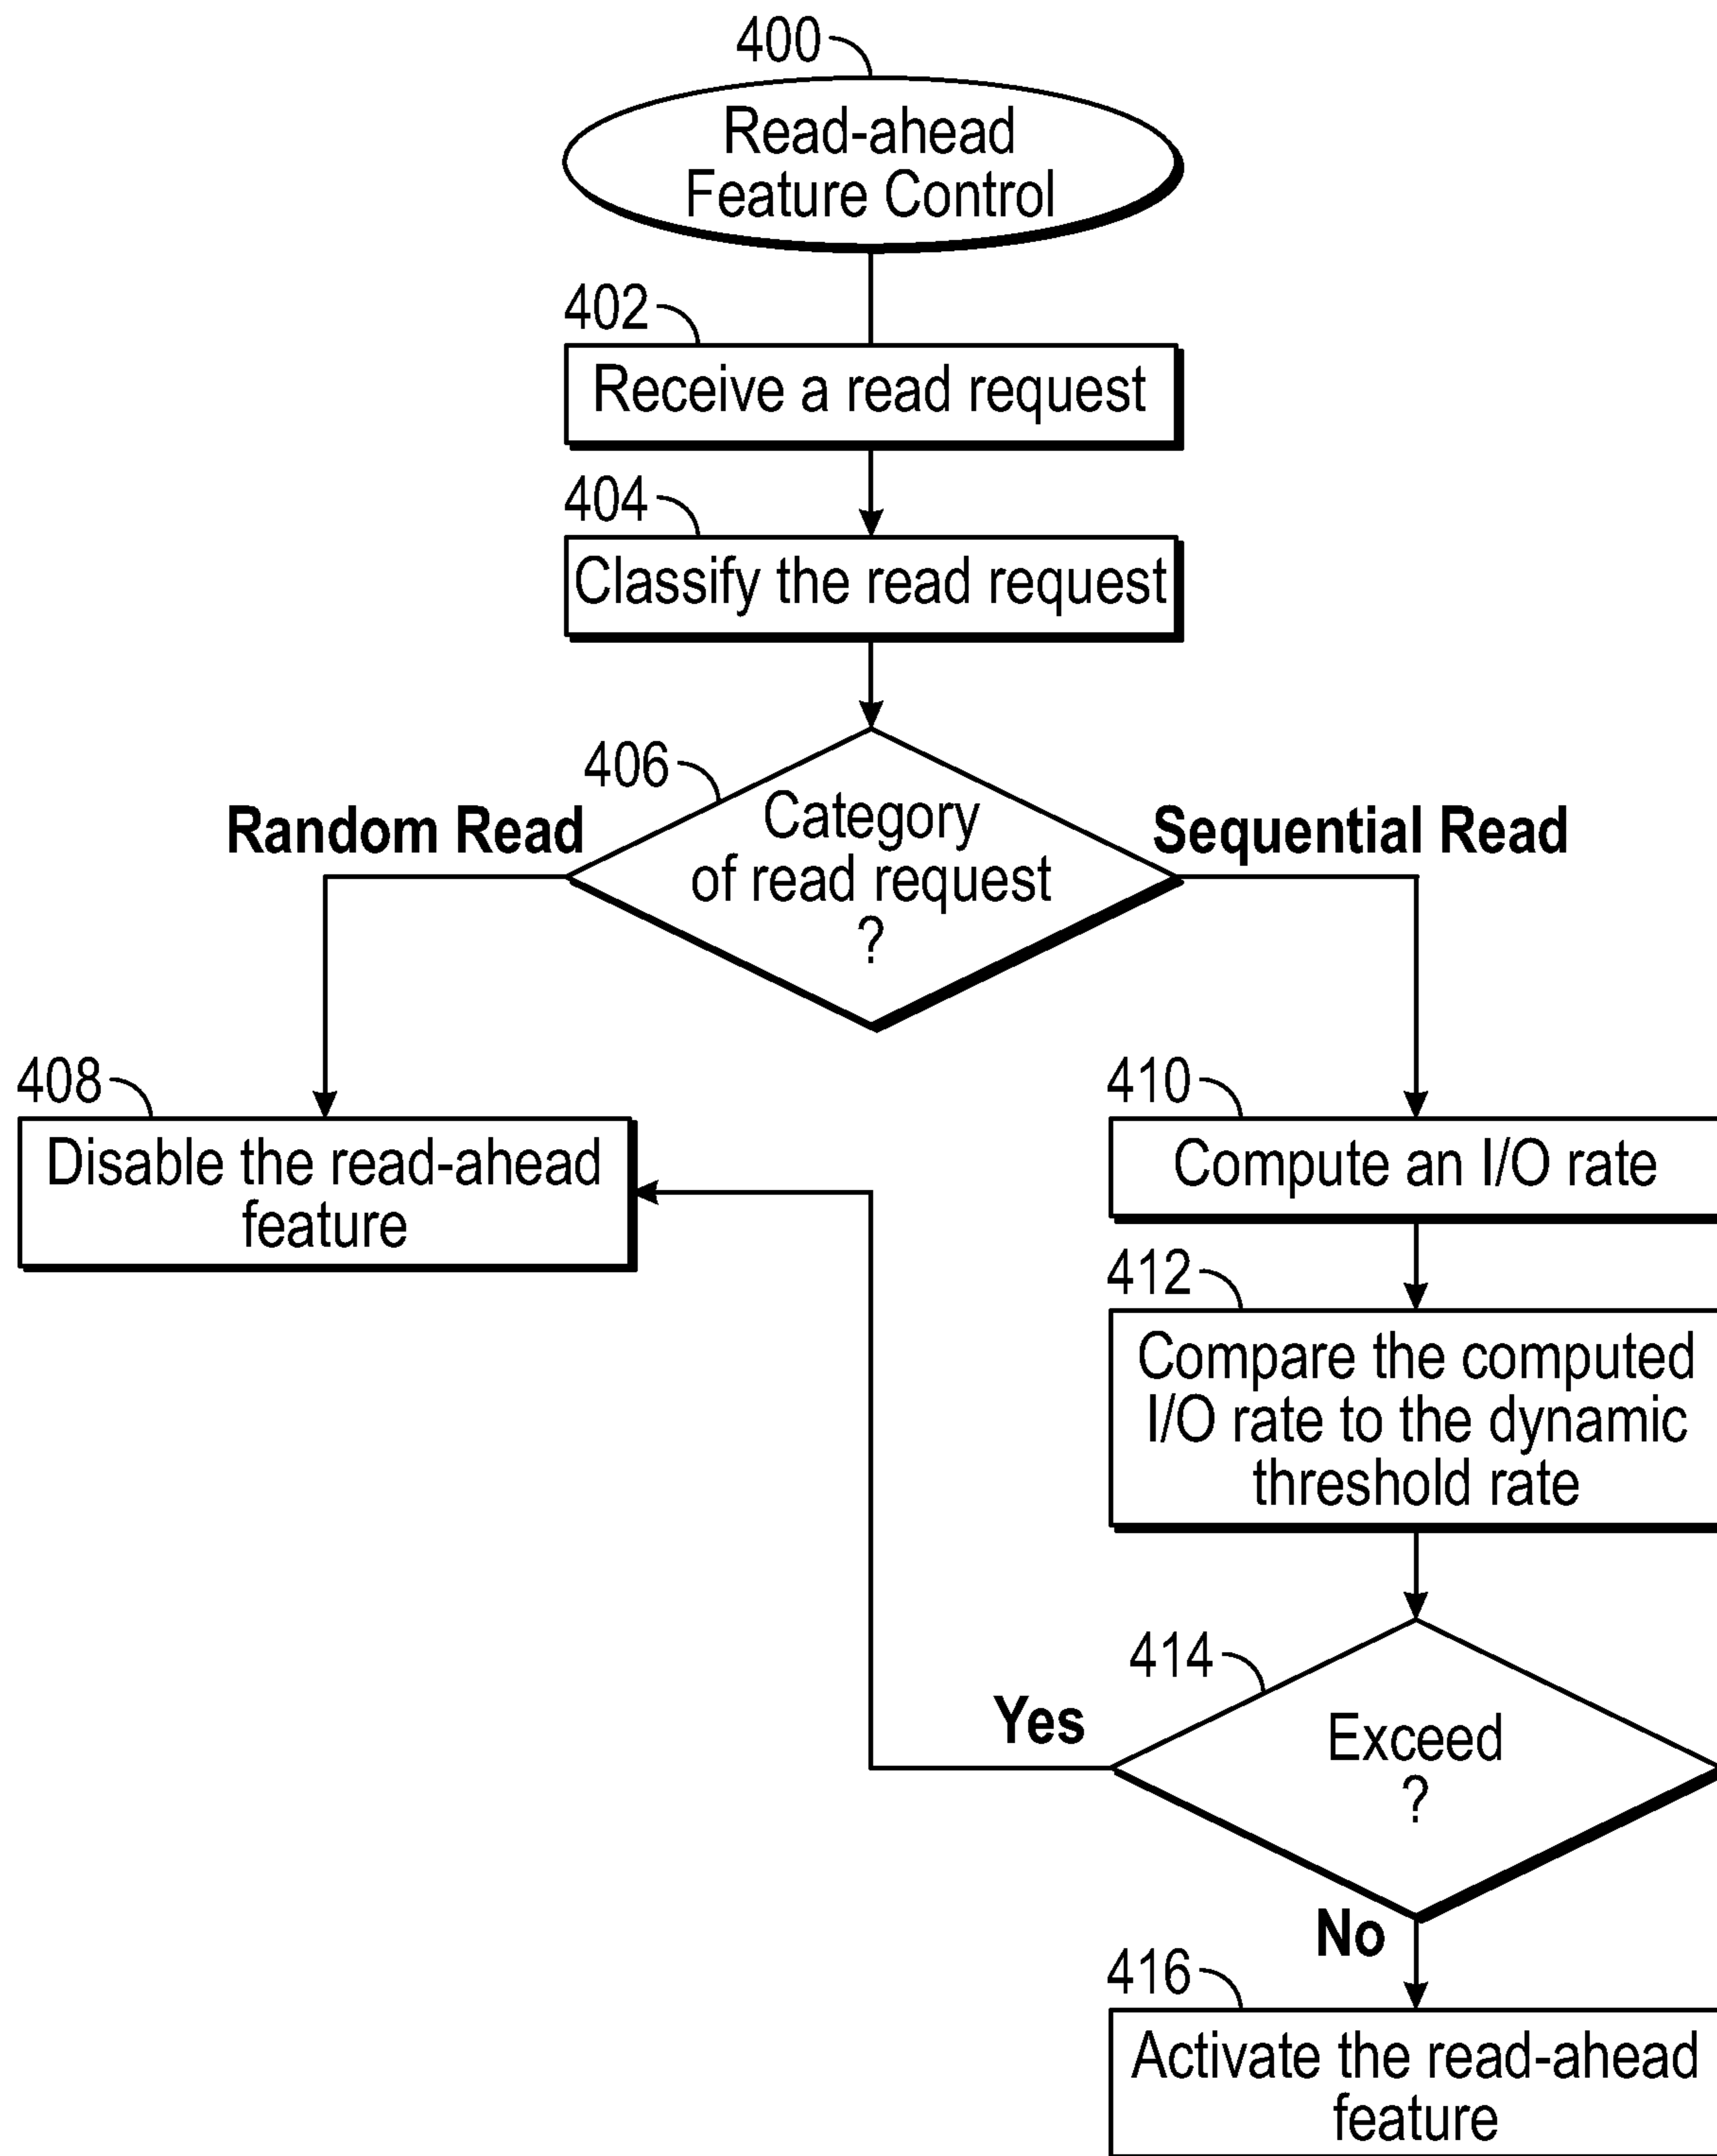 400
Read-ahead
Feature Control
402
Receive a read request
404
Classify the read request
406
Category
of read request
?
Random Read
Sequential Read
408
Disable the read-ahead
feature
410
Compute an I/O rate
412
Compare the computed
I/O rate to the dynamic
threshold rate
414
Exceed
?
Yes
No
416
Activate the read-ahead
feature